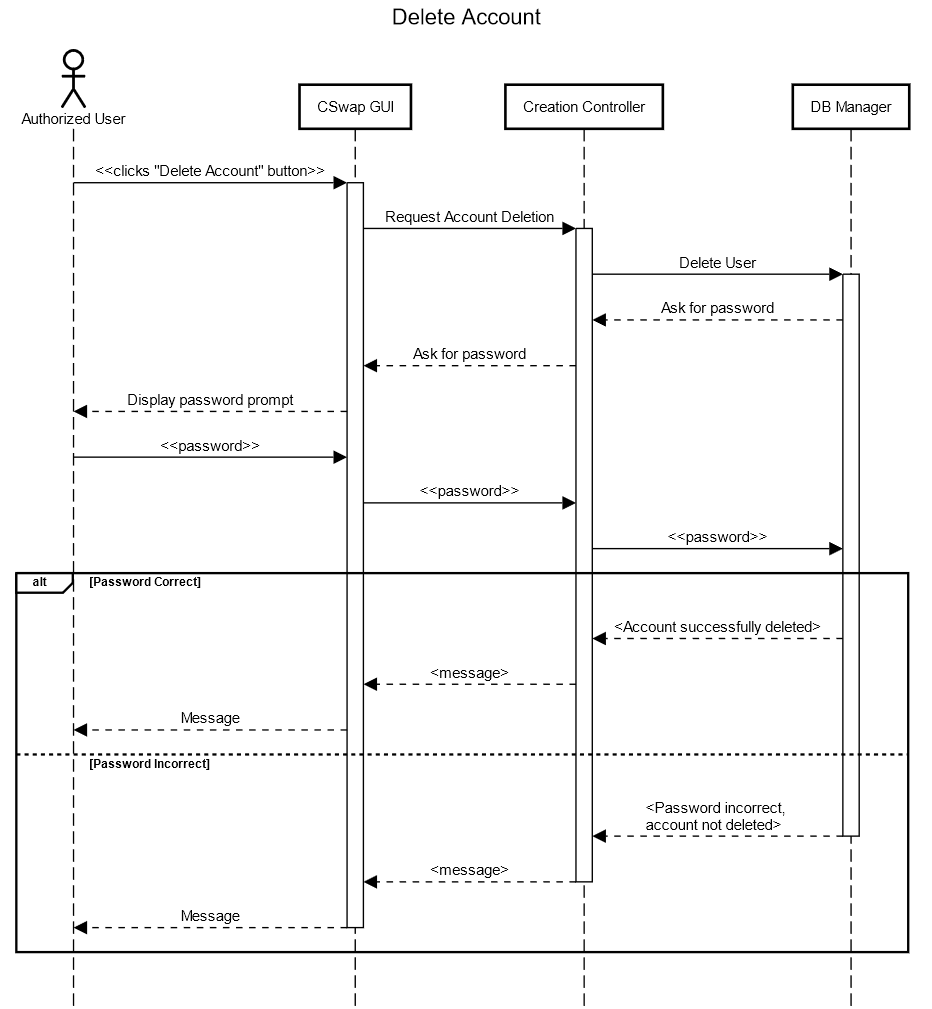 Delete Account
Authorized User
CSwap GUI
Creation Controller
DB Manager
<<clicks "Delete Account" button>>
Request Account Deletion
Delete User
Ask for password
Ask for password
Display password prompt
<<password>>
<<password>>
<<password>>
alt
[Password Correct]
<Account successfully deleted>
<message>
Message
[Password Incorrect]
<Password incorrect,
account not deleted>
<message>
Message